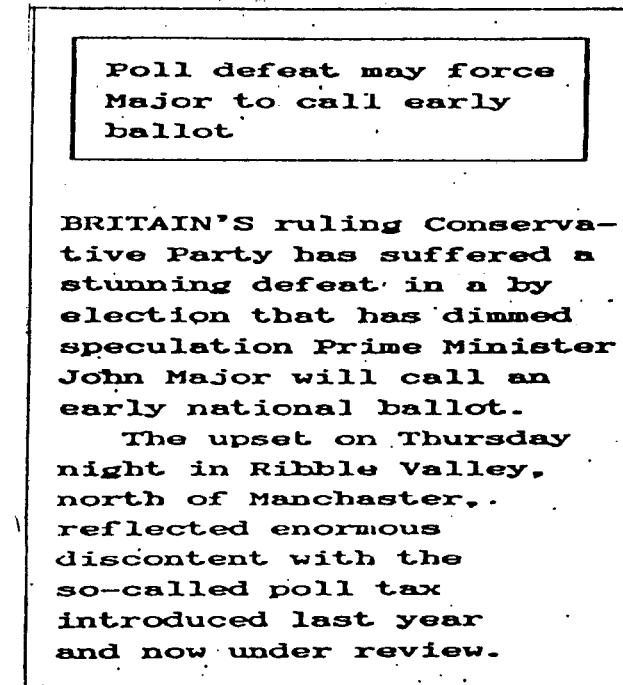 Poll defeat may force
Major to call early
ballot
BRITAIN'S ruling Conserva-
tive Party has suffered a
stunning defeat in a by
election that has dimmed
speculation Prime Minister
John Major will call an
early national ballot.
The upset on Thursday
night in Ribble Valley,
north of Manchaster,
reflected enormous
discontent with the
so-called poll tax
introduced last year
and now under review.